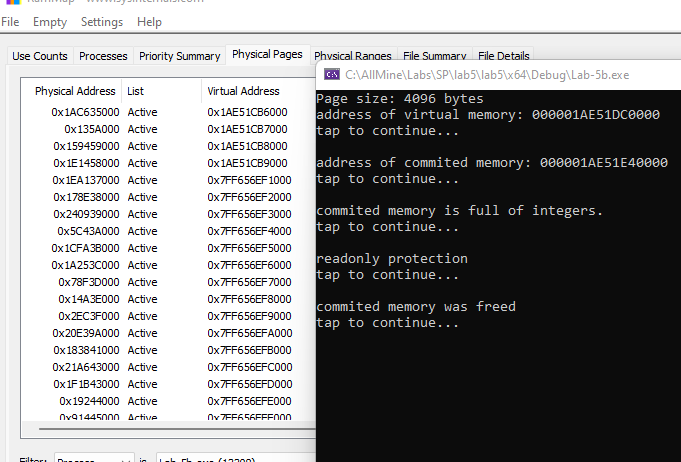 RamMap - www.sysinternals.com
File Empty Settings Help
Use Counts Processes Priority Summary Physical Pages Physical Ranges File Summary File Details
Physical Address List Virtual Address
0x1AC635000 Active 0x1AE51CB6000
0x135A000 Active 0x1AE51CB7000
0x159459000 Active 0x1AE51CB8000
0x1E1458000 Active 0x1AE51CB9000
0x1EA137000 Active 0x7FF656EF1000
0x178E38000 Active 0x7FF656EF2000
0x240939000 Active 0x7FF656EF3000
0x5C43A000 Active 0x7FF656EF4000
0x1CFA3B000 Active 0x7FF656EF5000
0x1A253C000 Active 0x7FF656EF6000
0x78F3D000 Active 0x7FF656EF7000
0x14A3E000 Active 0x7FF656EF8000
0x2EC3F000 Active 0x7FF656EF9000
0x20E39A000 Active 0x7FF656EFA000
0x183841000 Active 0x7FF656EFB000
0x21A643000 Active 0x7FF656EFC000
0x1F1B43000 Active 0x7FF656EFD000
0x19244000 Active 0x7FF656EFE000
0x91445000 Active 0x7FF656EFF000
Filter: Process is Lab-5b.exe
C:\AllMine\Labs\SP\lab5\lab5\x64\Debug\Lab-5b.exe
Page size: 4096 bytes
address of virtual memory: 000001AE51DC0000
tap to continue...
address of commited memory: 000001AE51E40000
tap to continue...
commited memory is full of integers.
tap to continue...
readonly protection
tap to continue...
commited memory was freed
tap to continue...